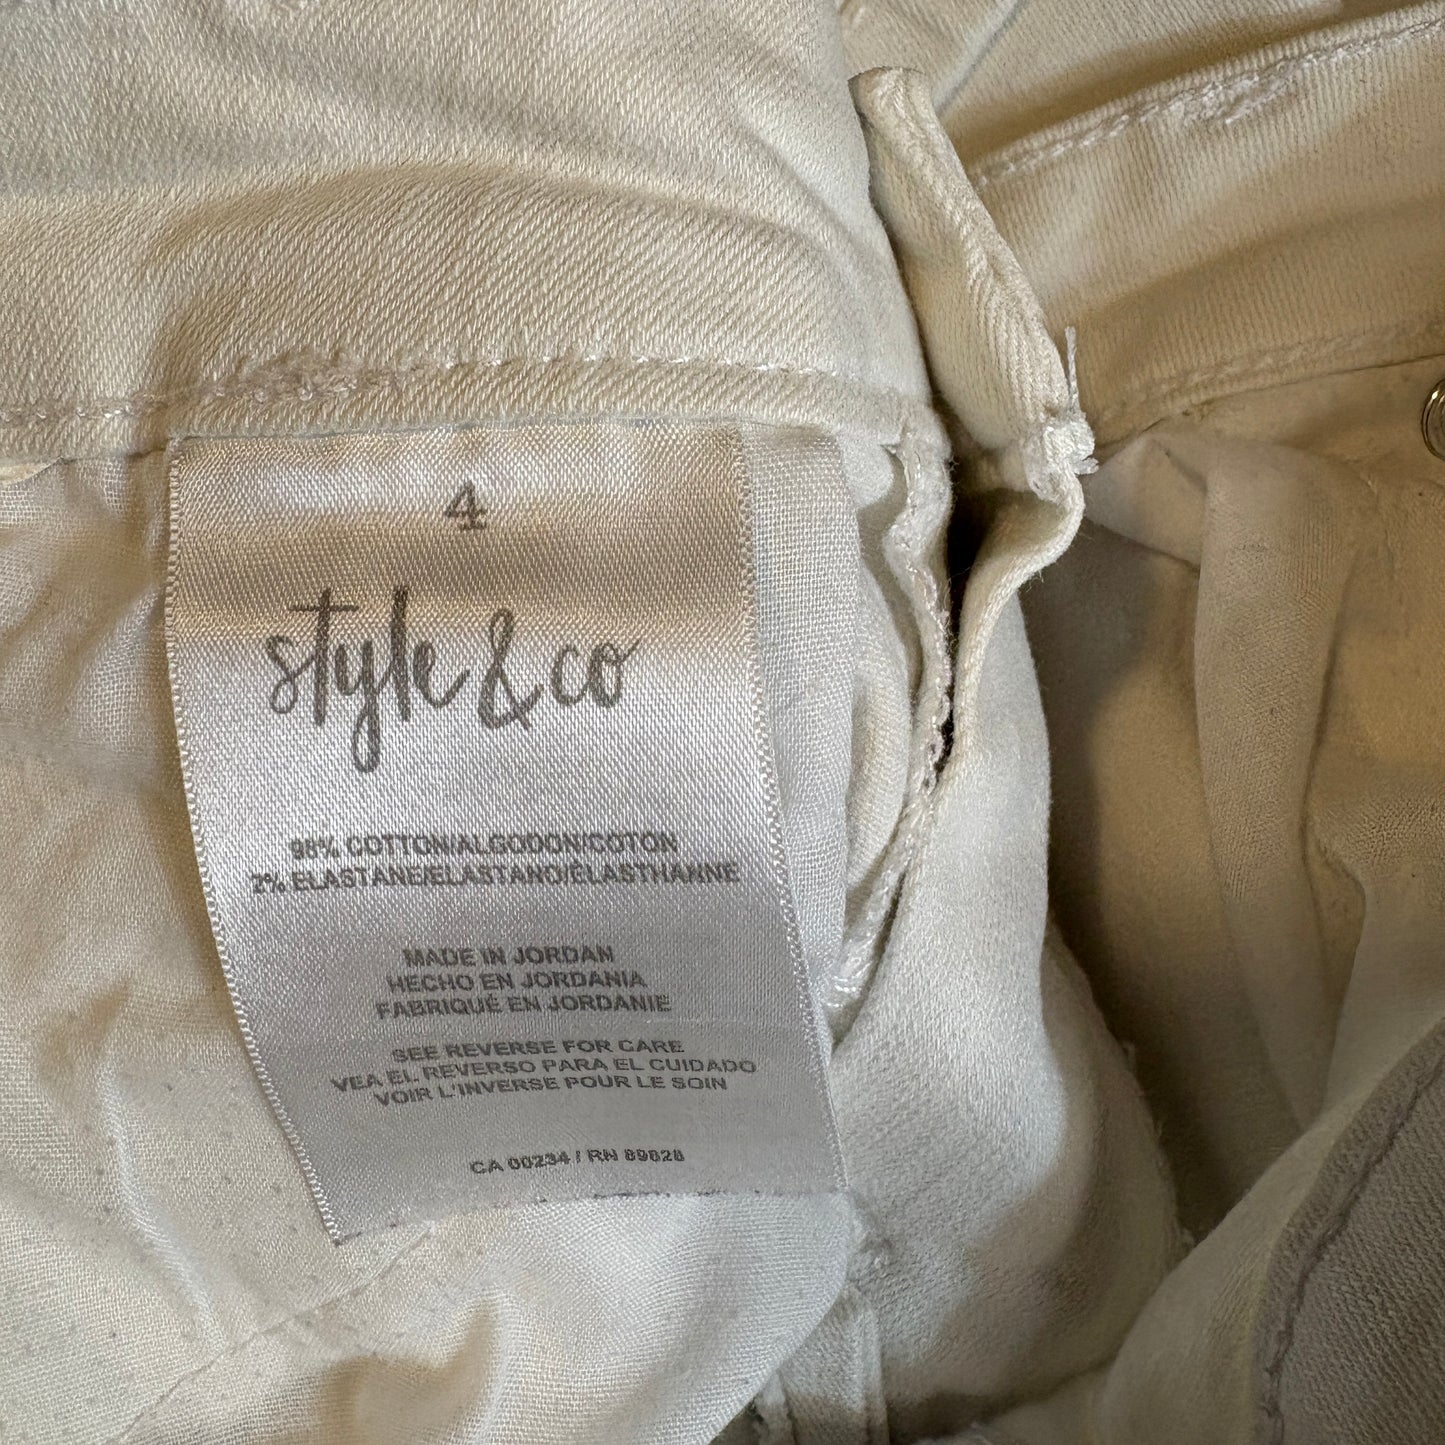 4
style & co
98% COTTON/ALGODON/COTON
2% ELASTANE/ELASTANO/ÉLASTHANNE
MADE IN JORDAN
HECHO EN JORDANIA
FABRIQUÉ EN JORDANIE
SEE REVERSE FOR CARE
VEA EL REVERSO PARA EL CUIDADO
VOIR L'INVERSE POUR LE SOIN
CA 00234 / RN 89828